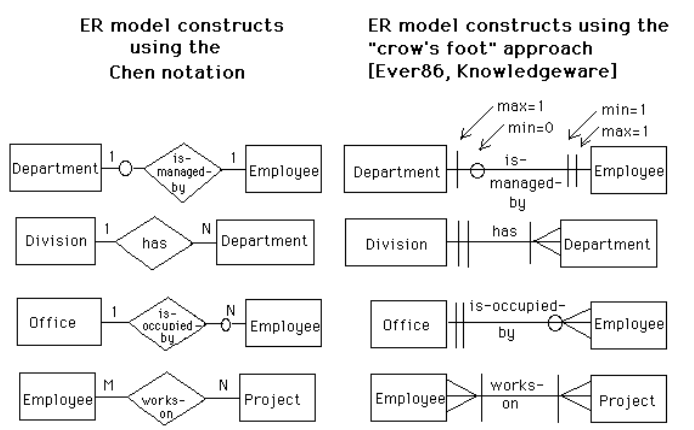 ER model constructs
using the
Chen notation
ER model constructs using the
"crow's foot" approach
[Ever86, Knowledgeware]
Department
1
is-
managed-
by
1
Employee
max=1
min=0
min=1
max=1
Department
is-
managed-
by
Employee
Division
1
has
N
Department
Division
has
Department
Office
1
is-
occupied-
by
N
Employee
Office
is-occupied-
by
Employee
Employee
M
works-
on
N
Project
Employee
works-
on
Project